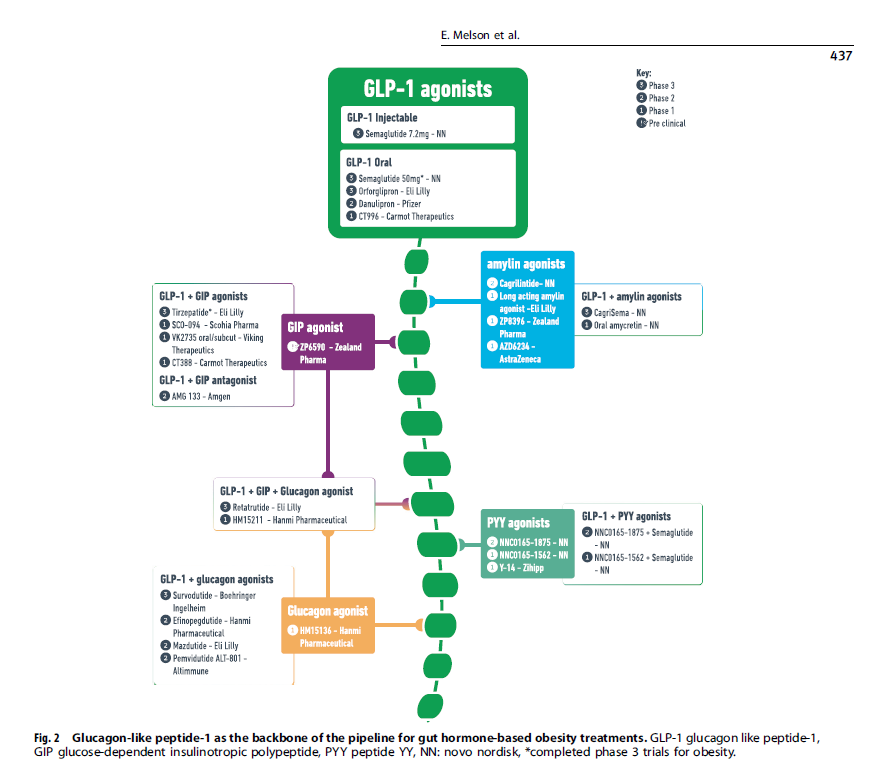 E. Melson et al.
437
GLP-1 agonists
GLP-1 Injectable
3 Semaglutide 7.2mg - NN
GLP-1 Oral
3 Semaglutide 50mg* - NN
3 Orforglipron - Eli Lilly
2 Danulipron - Pfizer
1 CT996 - Carmot Therapeutics
Key:
3 Phase 3
2 Phase 2
1 Phase 1
Pre clinical
amylin agonists
2 Cagrilintide- NN
1 Long acting amylin
agonist -Eli Lilly
1 ZP8396 - Zealand
Pharma
1 AZD6234 -
AstraZeneca
GLP-1 + amylin agonists
3 CagriSema - NN
1 Oral amycretin - NN
GLP-1 + GIP agonists
3 Tirzepatide* - Eli Lilly
1 SCO-094 - Scohia Pharma
1 VK2735 oral/subcut - Viking
Therapeutics
1 CT388 - Carmot Therapeutics
GLP-1 + GIP antagonist
2 AMG 133 - Amgen
GIP agonist
ZP6590 - Zealand
Pharma
GLP-1 + GIP + Glucagon agonist
3 Retatrutide - Eli Lilly
1 HM15211 - Hanmi Pharmaceutical
PYY agonists
2 NNC0165-1875 - NN
1 NNC0165-1562 - NN
1 Y-14 - Zihipp
GLP-1 + PYY agonists
2 NNC0165-1875 + Semaglutide
- NN
1 NNC0165-1562 + Semaglutide
- NN
GLP-1 + glucagon agonists
3 Survodutide - Boehringer
Ingelheim
2 Efinopegdutide - Hanmi
Pharmaceutical
2 Mazdutide - Eli Lilly
2 Pemvidutide ALT-801 -
Altimmune
Glucagon agonist
1 HM15136 - Hanmi
Pharmaceutical
Fig. 2 Glucagon-like peptide-1 as the backbone of the pipeline for gut hormone-based obesity treatments. GLP-1 glucagon like peptide-1,
GIP glucose-dependent insulinotropic polypeptide, PYY peptide YY, NN: novo nordisk, *completed phase 3 trials for obesity.